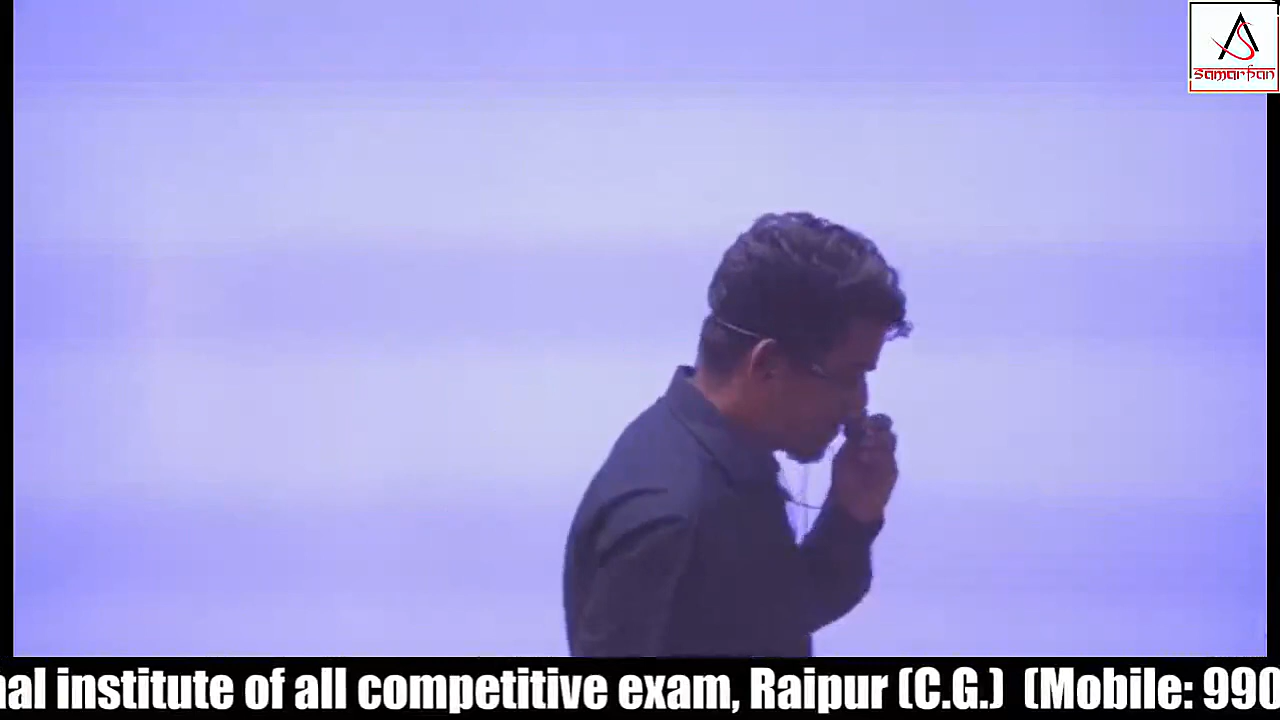 Samarpan
nal institute of all competitive exam, Raipur (C.G.) (Mobile: 990